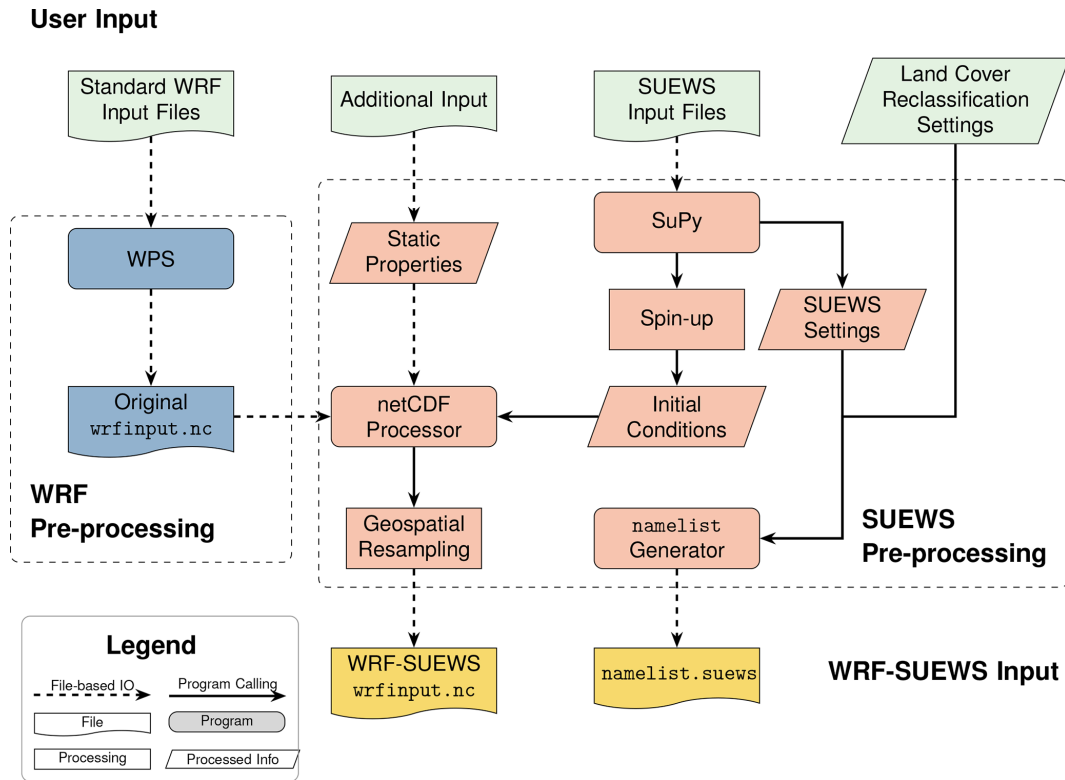 User Input
Standard WRF
Input Files
Additional Input
SUEWS
Input Files
Land Cover
Reclassification
Settings
WPS
Static
Properties
SuPy
Spin-up
SUEWS
Settings
Original
wrfinput.nc
netCDF
Processor
Initial
Conditions
WRF
Pre-processing
Geospatial
Resampling
namelist
Generator
SUEWS
Pre-processing
Legend
File-based IO
Program Calling
File
Program
Processing
Processed Info
WRF-SUEWS
wrfinput.nc
namelist.suews
WRF-SUEWS Input